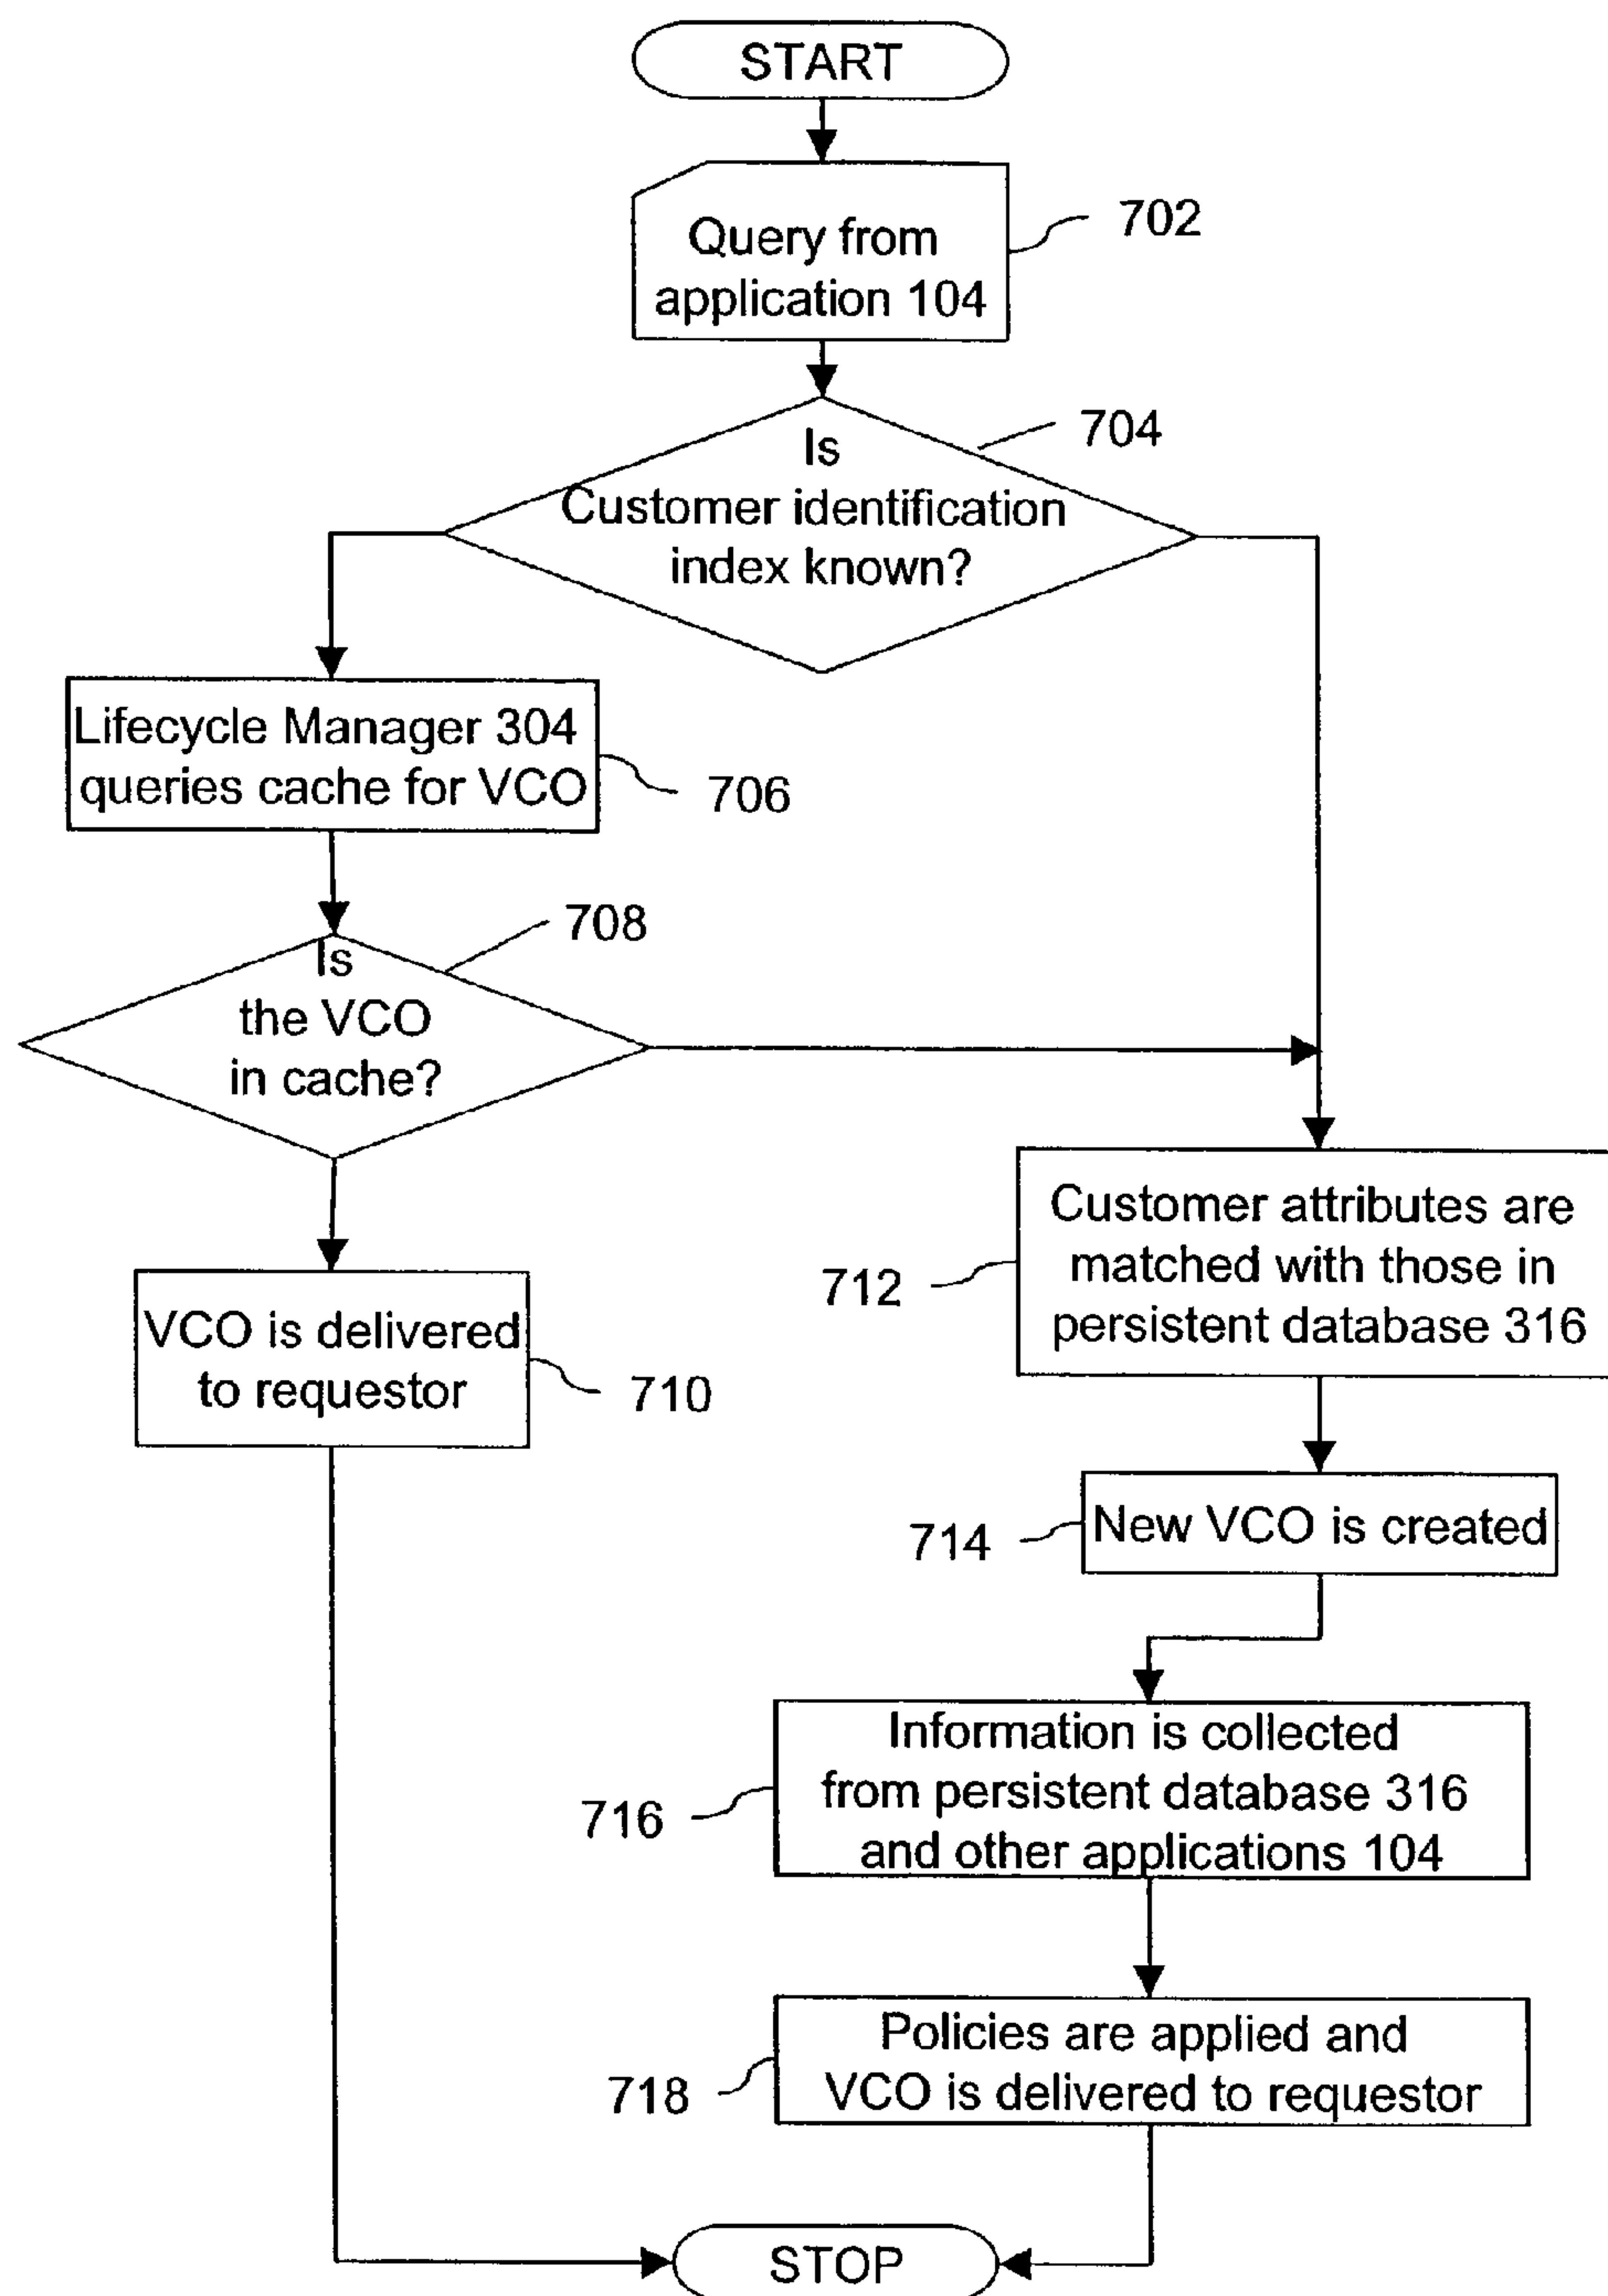 START
Query from
application 104
702
Is
Customer identification
index known?
704
Lifecycle Manager 304
queries cache for VCO
706
Is
the VCO
in cache?
708
VCO is delivered
to requestor
710
Customer attributes are
matched with those in
persistent database 316
712
New VCO is created
714
Information is collected
from persistent database 316
and other applications 104
716
Policies are applied and
VCO is delivered to requestor
718
STOP